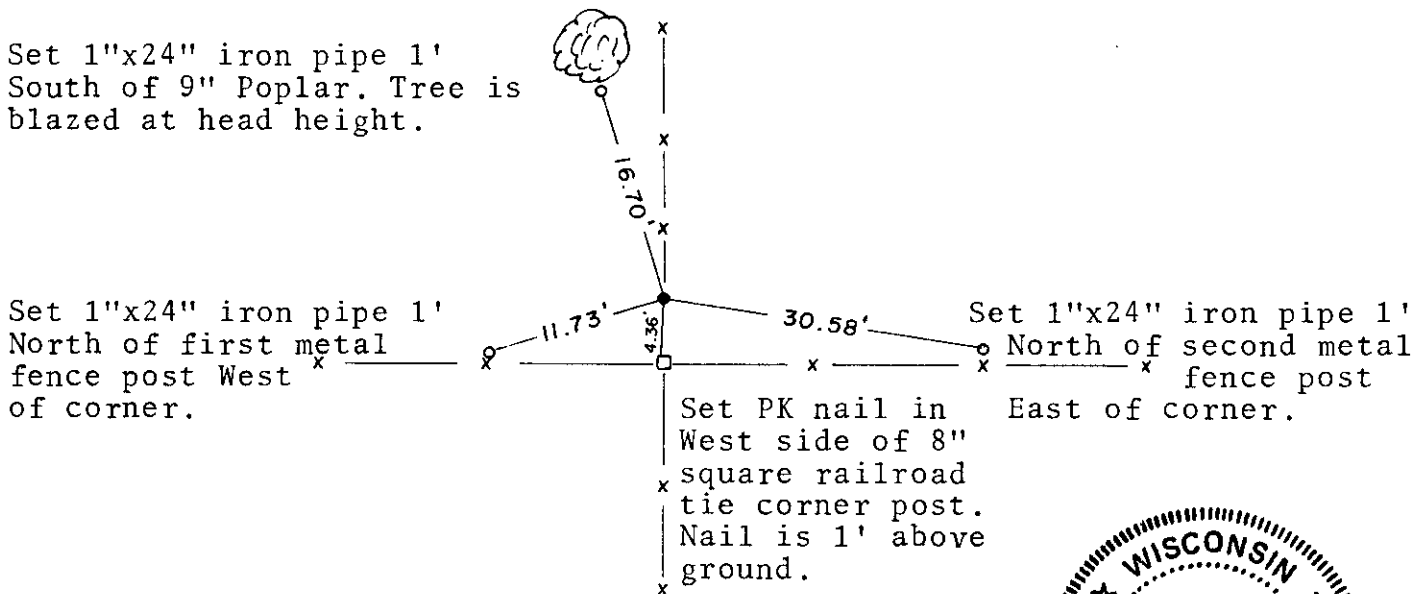 Set 1"x24" iron pipe 1'
South of 9" Poplar. Tree is
blazed at head height.
16.70'
Set 1"x24" iron pipe 1'
North of first metal
fence post West
of corner.
11.73'
4.36'
30.58'
Set 1"x24" iron pipe 1'
North of second metal
fence post
East of corner.
Set PK nail in
West side of 8"
square railroad
tie corner post.
Nail is 1' above
ground.
WISCONSIN